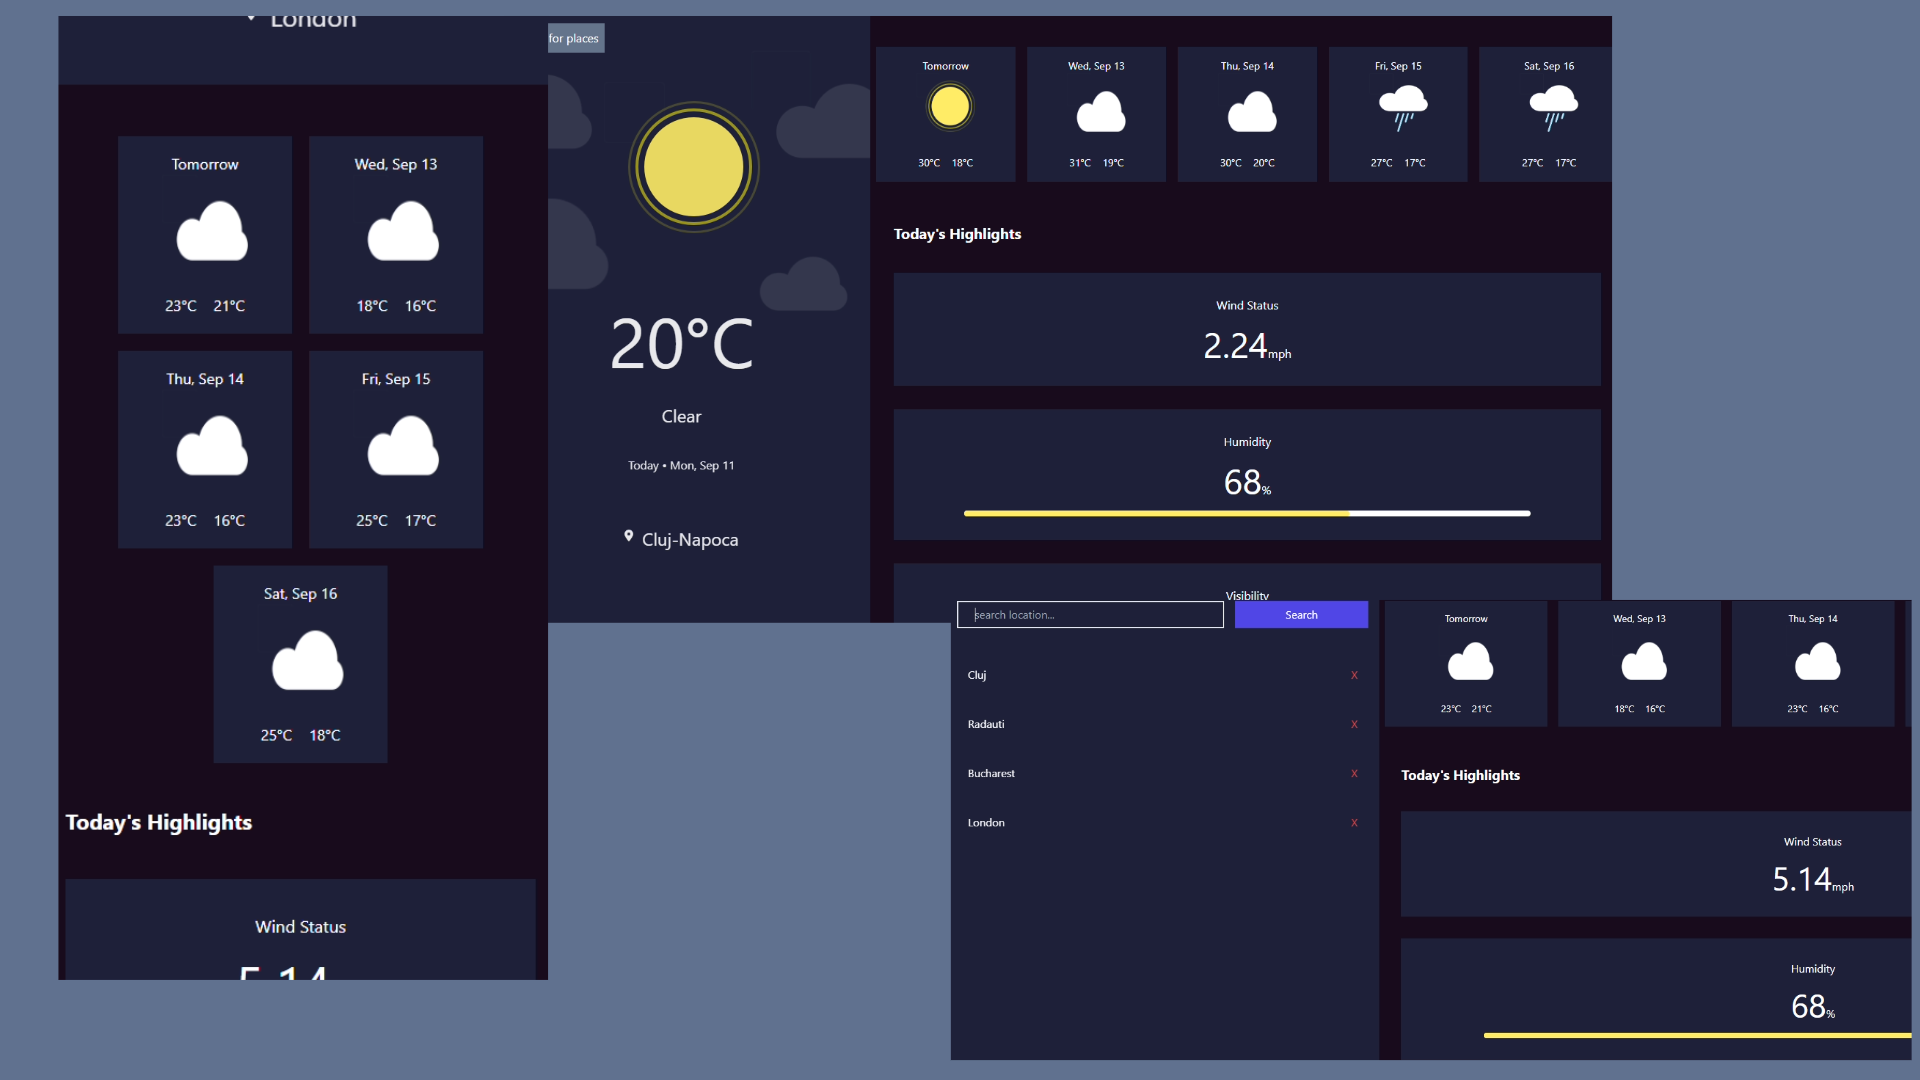 London
Tomorrow
Wed, Sep 13
23°C 21°C
18°C 16°C
Thu, Sep 14
Fri, Sep 15
23°C 16°C
25°C 17°C
Sat, Sep 16
25°C 18°C
Today's Highlights
Wind Status
5.14
for places
20°C
Clear
Today • Mon, Sep 11
Cluj-Napoca
Tomorrow
Wed, Sep 13
Thu, Sep 14
Fri, Sep 15
Sat, Sep 16
30°C 18°C
31°C 19°C
30°C 20°C
27°C 17°C
27°C 17°C
Today's Highlights
Wind Status
2.24mph
Humidity
68%
Visibility
search location...
Search
Cluj X
Radauti X
Bucharest X
London X
Tomorrow
Wed, Sep 13
Thu, Sep 14
23°C 21°C
18°C 16°C
23°C 16°C
Today's Highlights
Wind Status
5.14mph
Humidity
68%